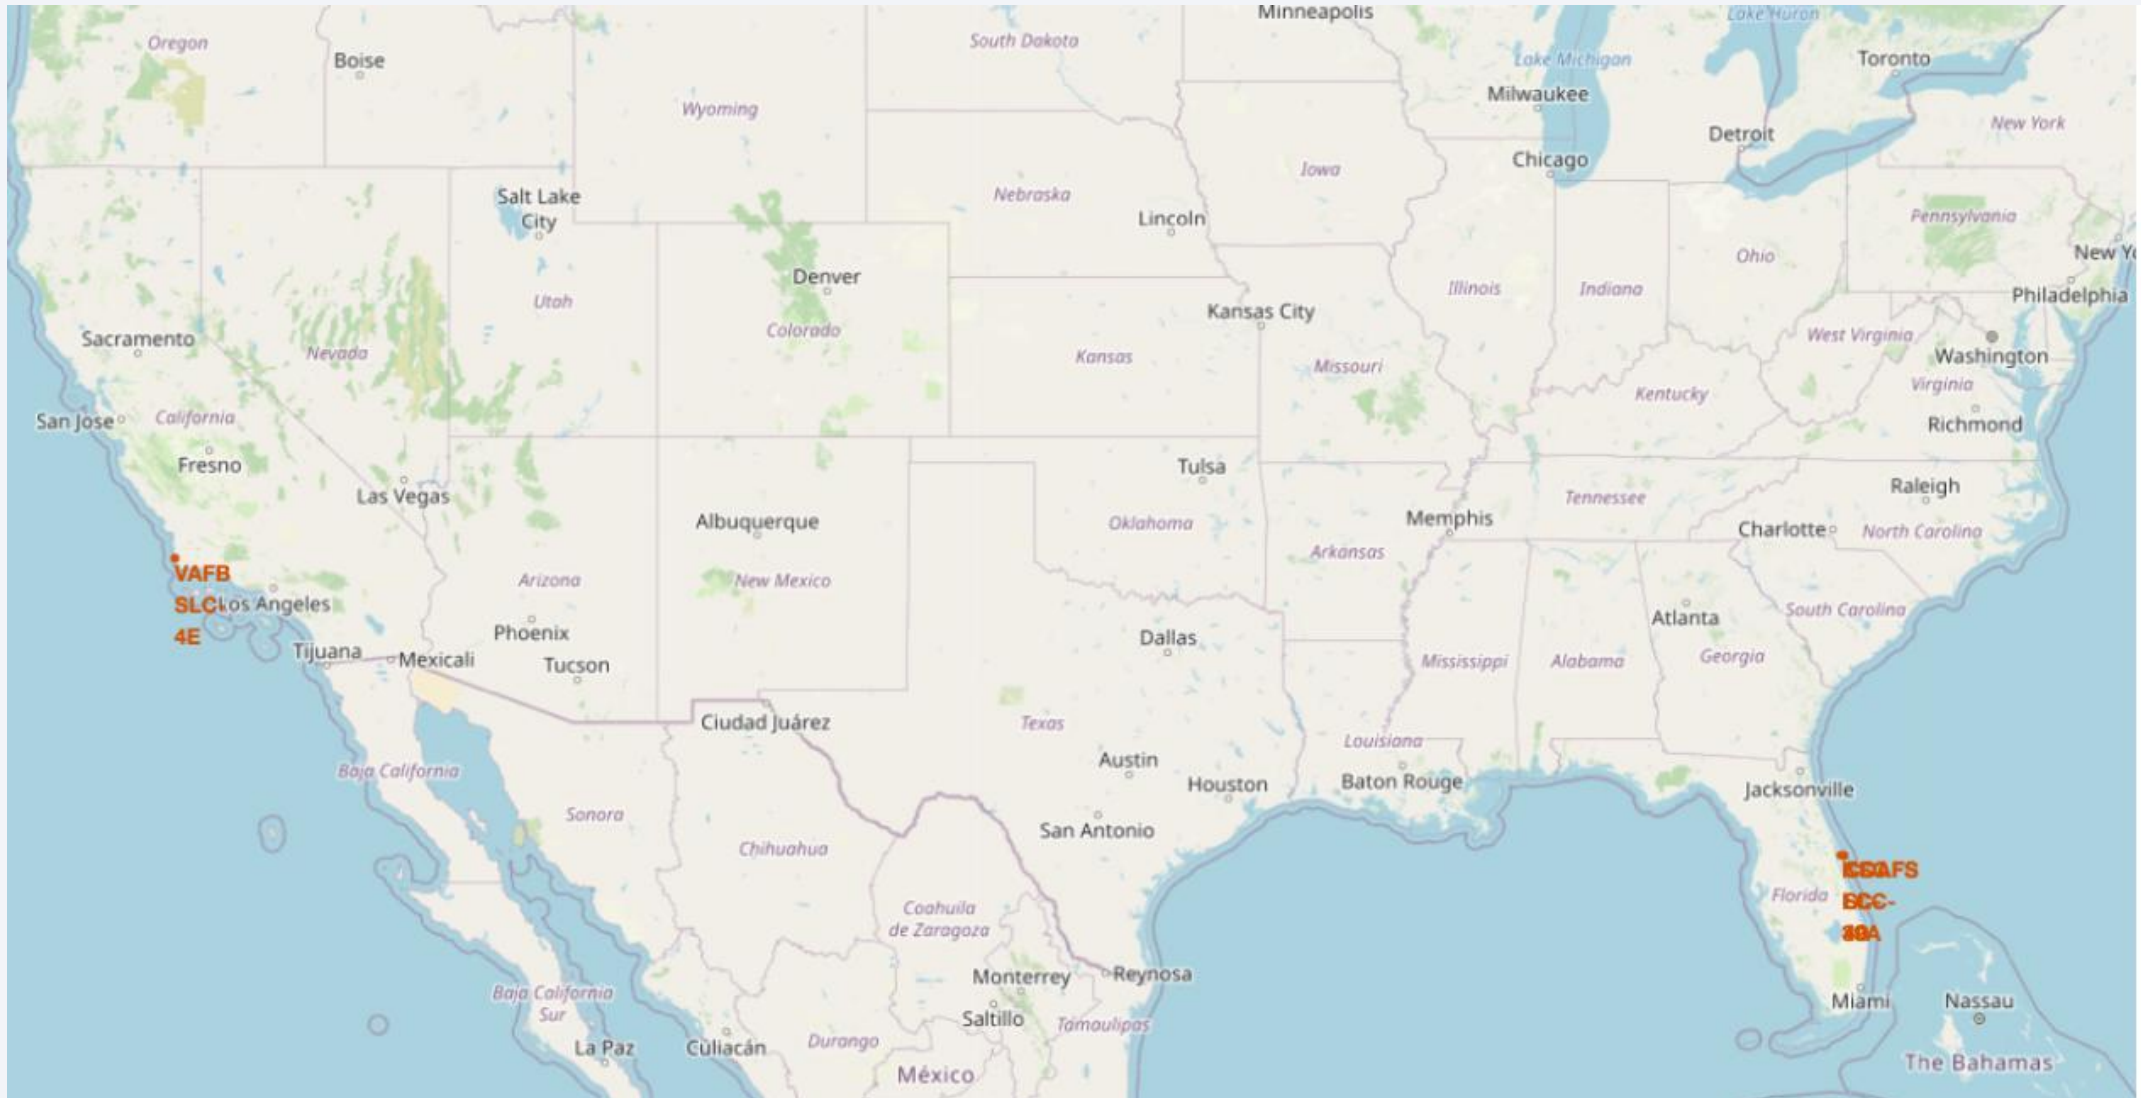 Minneapolis
Lake Huron
Oregon
South Dakota
Boise
Lake Michigan
Toronto
Wyoming
Milwaukee
New York
Detroit
Chicago
Iowa
Salt Lake
City
Nebraska
Lincoln
Pennsylvania
New Yo
Denver
Ohio
Utah
Illinois
Indiana
Philadelphia
Kansas City
Colorado
Sacramento
Nevada
Kansas
Missouri
West Virginia
Washington
Virginia
Kentucky
San Jose
California
Richmond
Fresno
Las Vegas
Tulsa
Tennessee
Raleigh
Albuquerque
Oklahoma
Memphis
Charlotte
North Carolina
Arkansas
VAFB
SLC-
4E
Los Angeles
Arizona
New Mexico
Phoenix
Dallas
Atlanta
South Carolina
Tijuana
Mexicali
Tucson
Mississippi
Alabama
Georgia
Ciudad Juárez
Texas
Louisiana
Austin
Houston
Baton Rouge
Jacksonville
Baja California
Sonora
San Antonio
Chihuahua
Florida
Coahuila
de Zaragoza
Monterrey
Reynosa
Baja California
Sur
Saltillo
Tamaulipas
Miami
Nassau
La Paz
Culiacán
Durango
México
The Bahamas